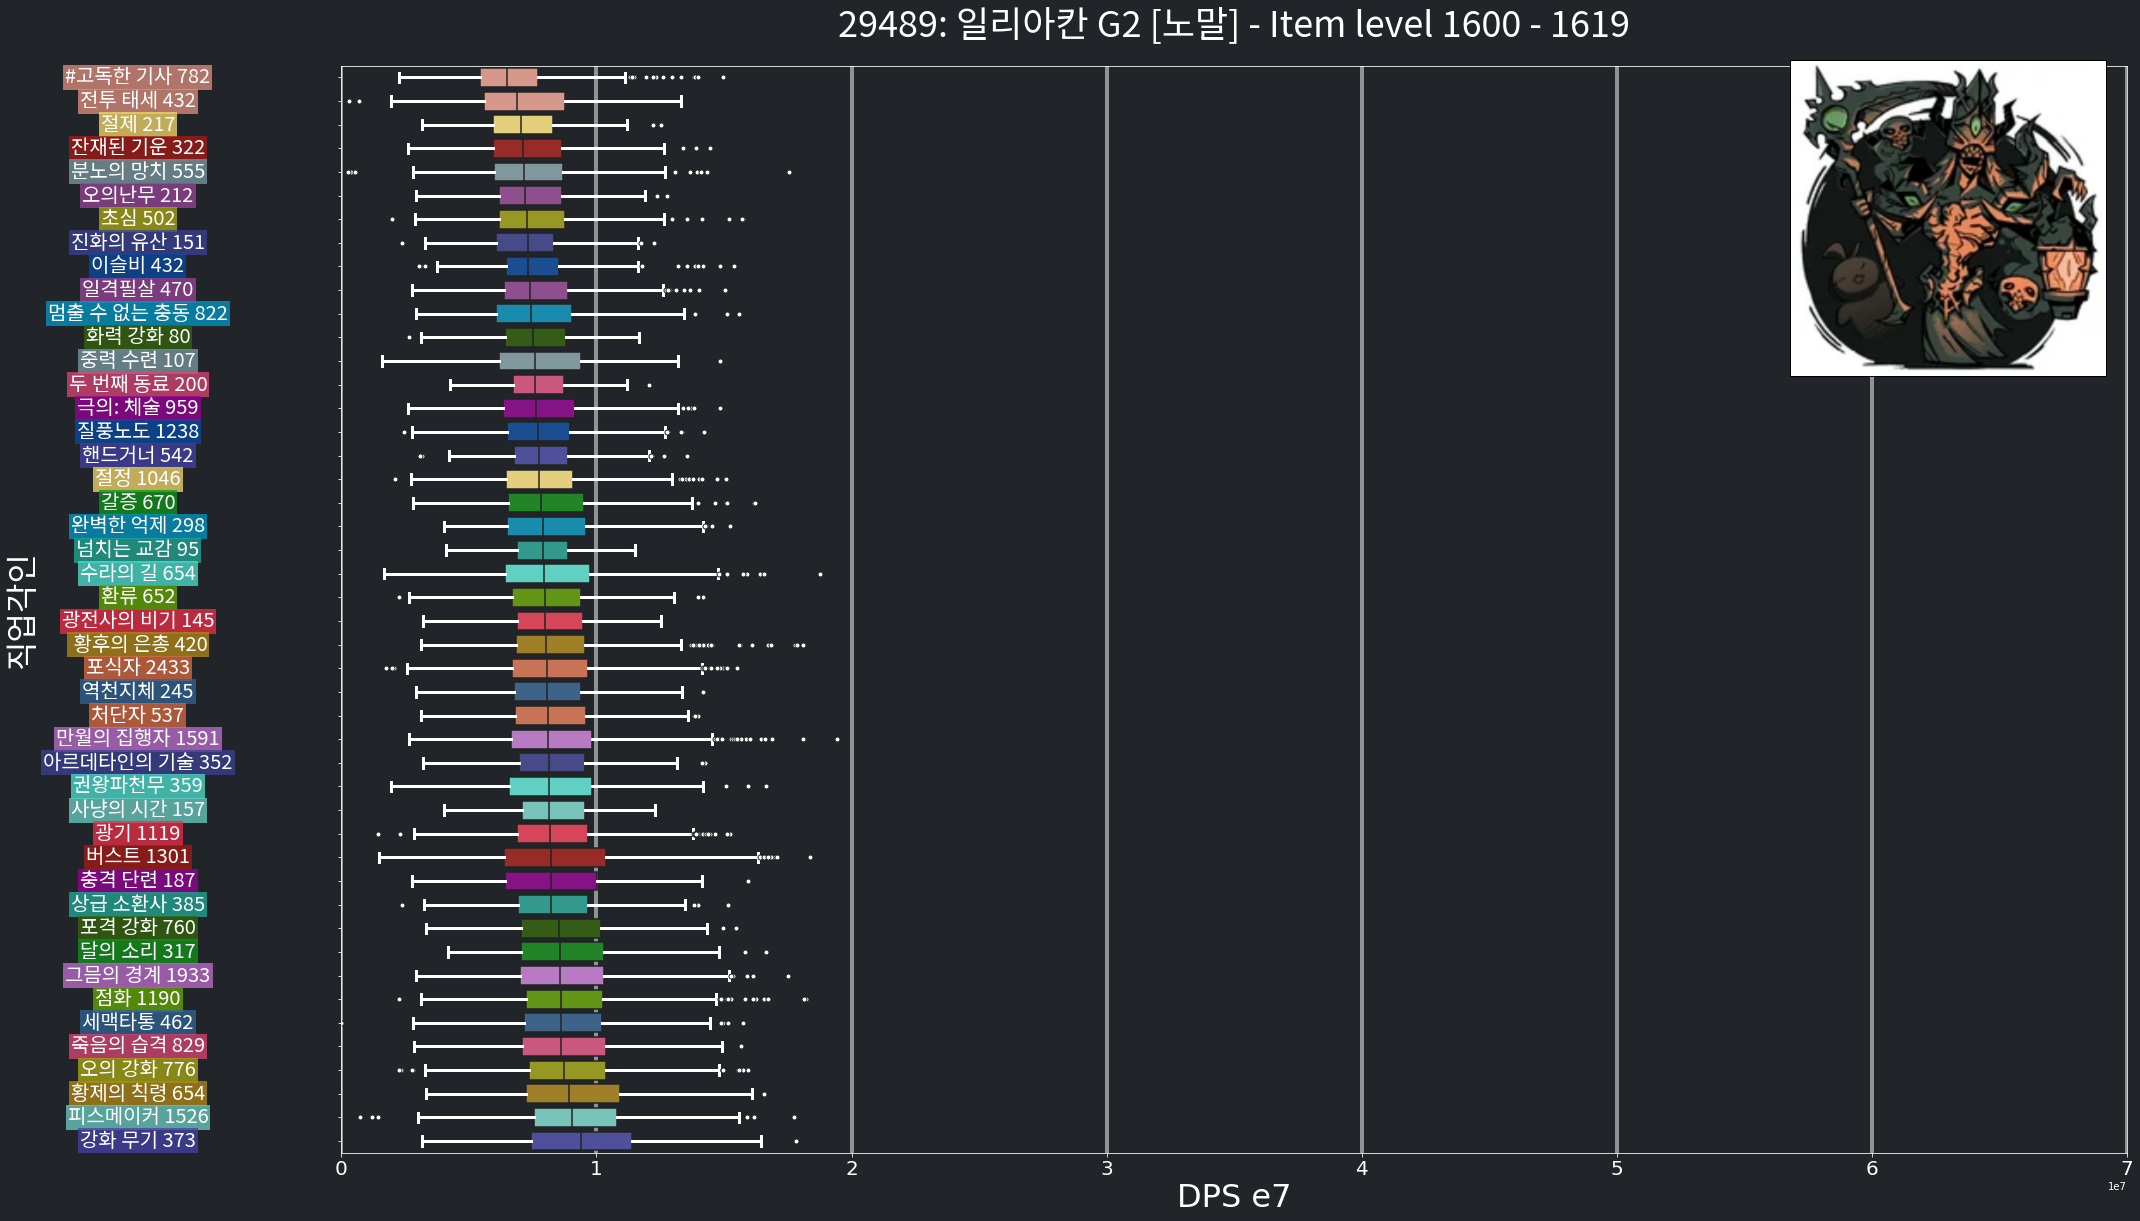 29489: 일리아칸 G2 [노말] - Item level 1600 - 1619
#고독한 기사 782
전투 태세 432
절제 217
잔재된 기운 322
분노의 망치 555
오의난무 212
초심 502
진화의 유산 151
이슬비 432
일격필살 470
멈출 수 없는 충동 822
화력 강화 80
중력 수련 107
두 번째 동료 200
극의: 체술 959
질풍노도 1238
핸드거너 542
절정 1046
갈증 670
완벽한 억제 298
넘치는 교감 95
수라의 길 654
환류 652
광전사의 비기 145
황후의 은총 420
포식자 2433
역천지체 245
처단자 537
만월의 집행자 1591
아르데타인의 기술 352
권왕파천무 359
사냥의 시간 157
광기 1119
버스트 1301
충격 단련 187
상급 소환사 385
포격 강화 760
달의 소리 317
그믐의 경계 1933
점화 1190
세맥타통 462
죽음의 습격 829
오의 강화 776
황제의 칙령 654
피스메이커 1526
강화 무기 373
직업각인
0 1 2 3 4 5 6 7
DPS e7
1e7